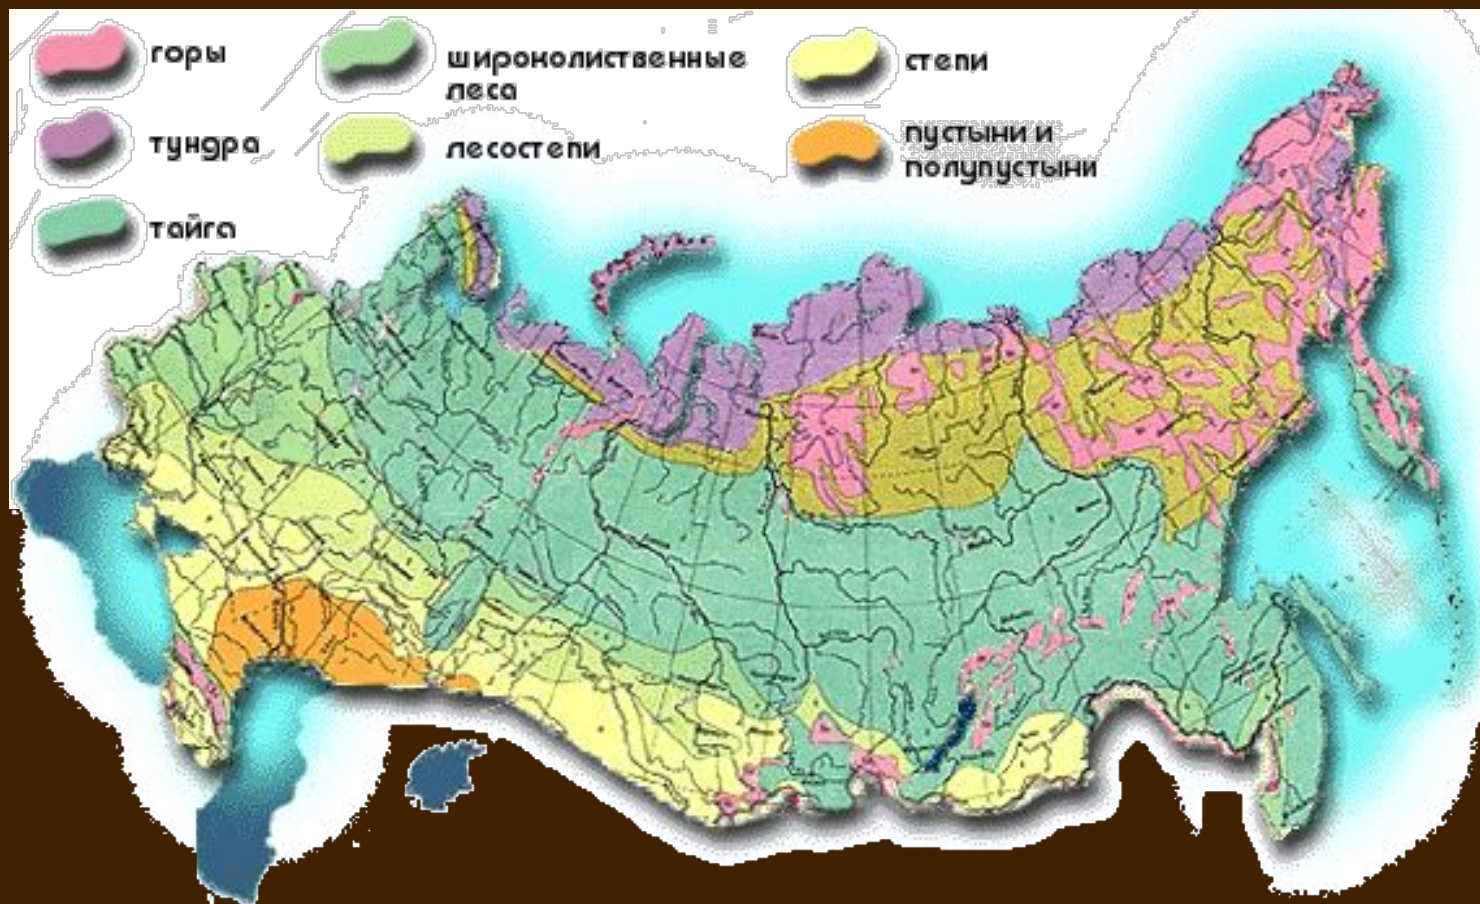 горы
тундра
тайга
широколиственные
леса
лесостепи
степи
пустыни и
полупустыни